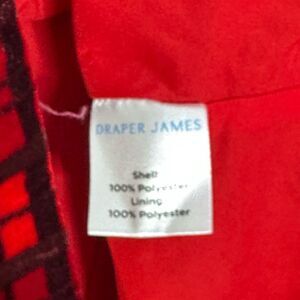 DRAPER JAMES
Shell
100% Polyester
Lining
100% Polyester